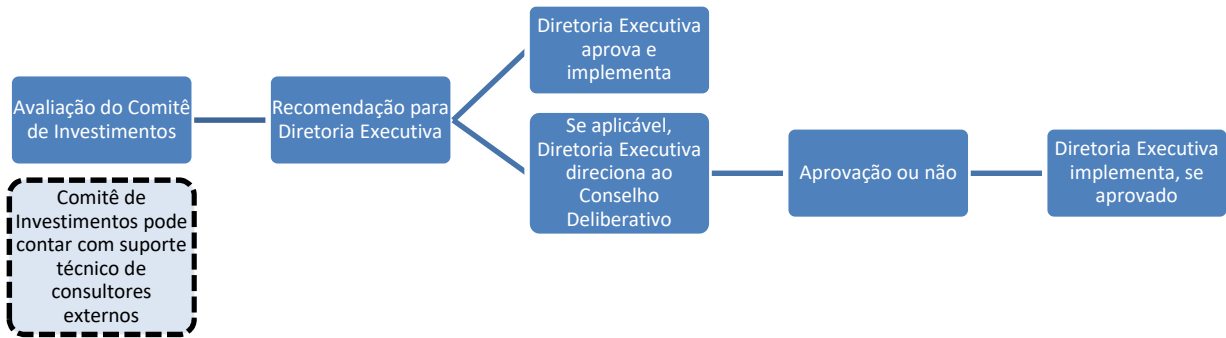 Avaliação do Comitê
de Investimentos
Comitê de
Investimentos pode
contar com suporte
técnico de
consultores
externos
Recomendação para
Diretoria Executiva
Diretoria Executiva
aprova e
implementa
Se aplicável,
Diretoria Executiva
direciona ao
Conselho
Deliberativo
Aprovação ou não
Diretoria Executiva
implementa, se
aprovado